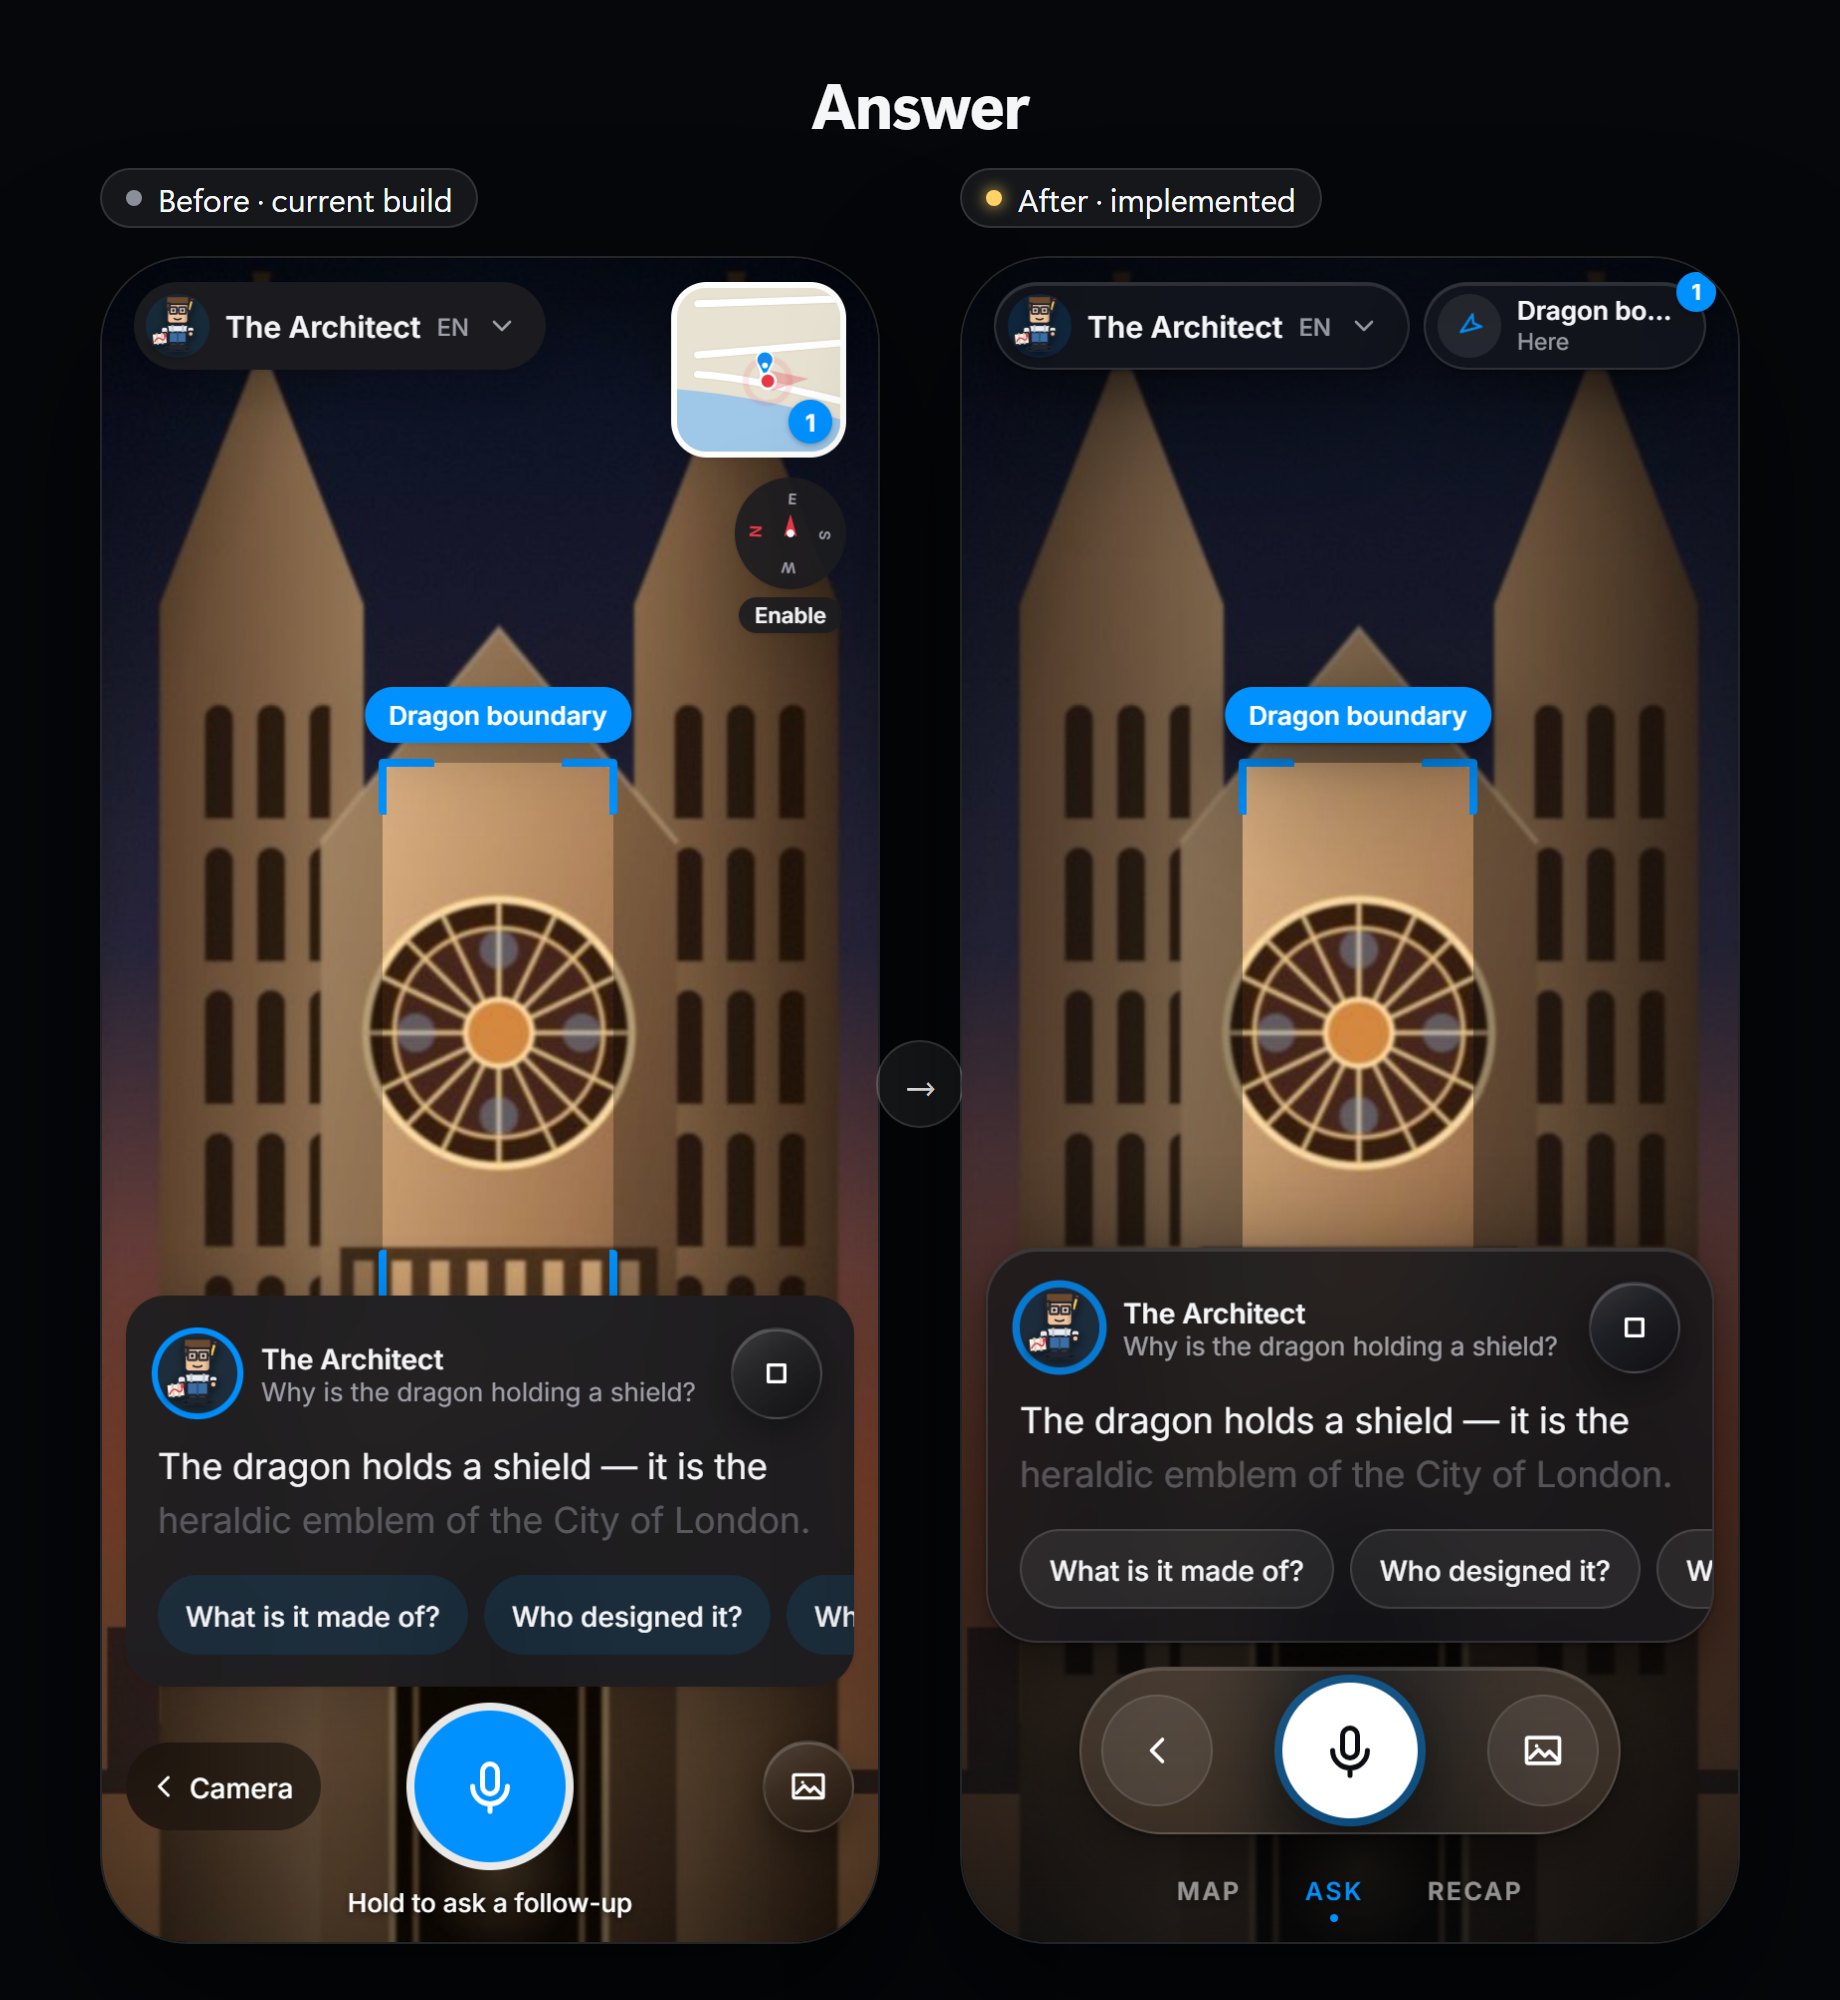 Answer
Before · current build
The Architect EN
1
E
N
S
W
Enable
Dragon boundary
The Architect
Why is the dragon holding a shield?
The dragon holds a shield — it is the
heraldic emblem of the City of London.
What is it made of? Who designed it? Wh
Camera
Hold to ask a follow-up
→
After · implemented
The Architect EN
Dragon bo...
Here
1
Dragon boundary
The Architect
Why is the dragon holding a shield?
The dragon holds a shield — it is the
heraldic emblem of the City of London.
What is it made of? Who designed it? W
MAP ASK RECAP